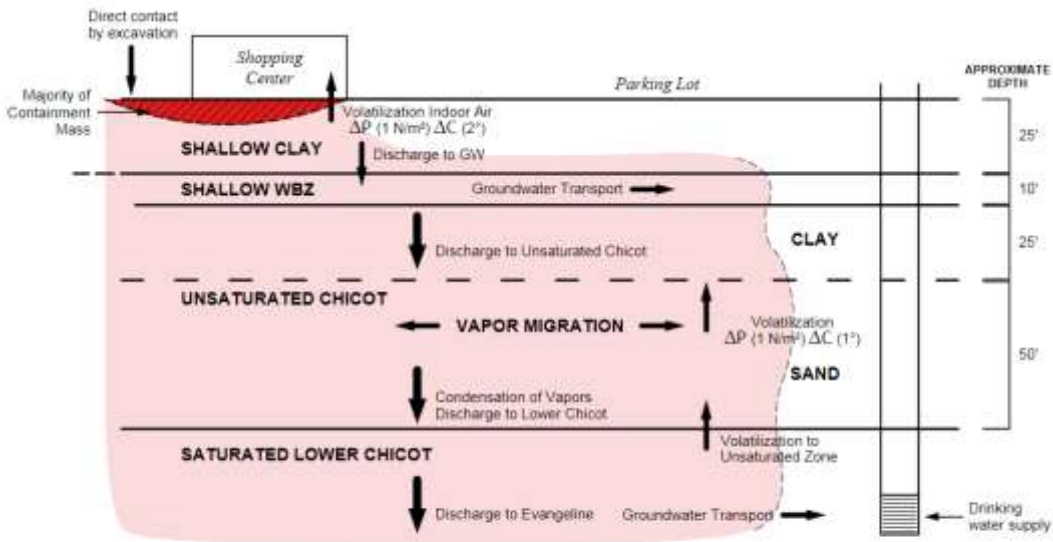 Direct contact
by excavation
Shopping
Center
Parking Lot
APPROXIMATE
DEPTH
Majority of
Containment
Mass
Volatilization Indoor Air
ΔP (1 N/m²) ΔC (2°)
25'
SHALLOW CLAY
Discharge to GW
SHALLOW WBZ
Groundwater Transport
10'
CLAY
25'
Discharge to Unsaturated Chicot
UNSATURATED CHICOT
VAPOR MIGRATION
Volatilization
ΔP (1 N/m²) ΔC (1°)
50'
SAND
Condensation of Vapors
Discharge to Lower Chicot
SATURATED LOWER CHICOT
Volatilization to
Unsaturated Zone
Discharge to Evangeline
Groundwater Transport
Drinking
water supply